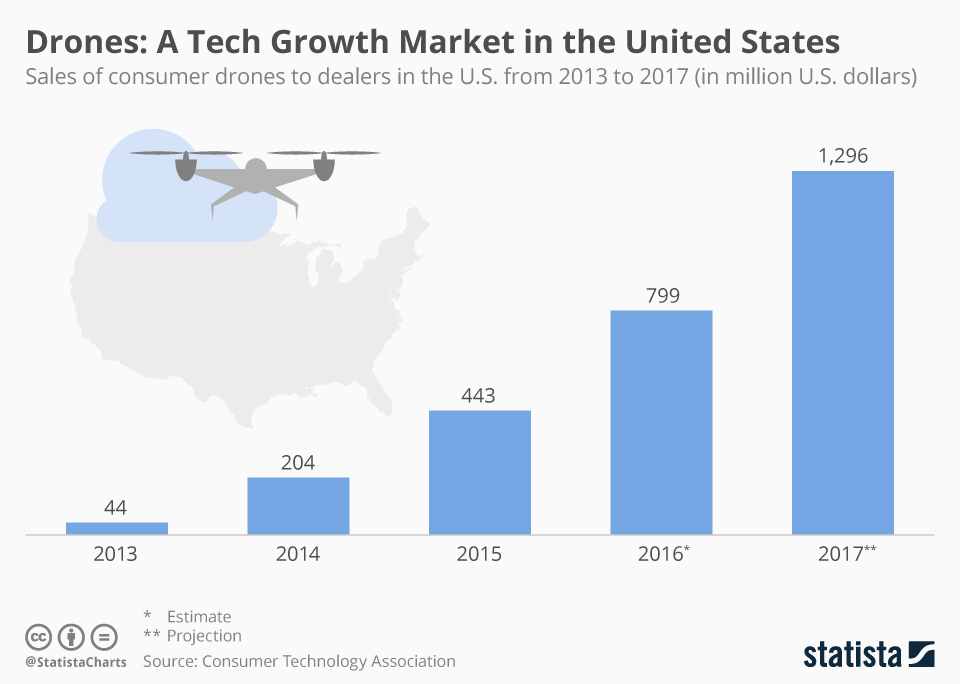 Drones: A Tech Growth Market in the United States
Sales of consumer drones to dealers in the U.S. from 2013 to 2017 (in million U.S. dollars)
1,296
799
443
204
44
2013 2014 2015 2016* 2017**
* Estimate
** Projection
cc
@StatistaCharts Source: Consumer Technology Association
statista